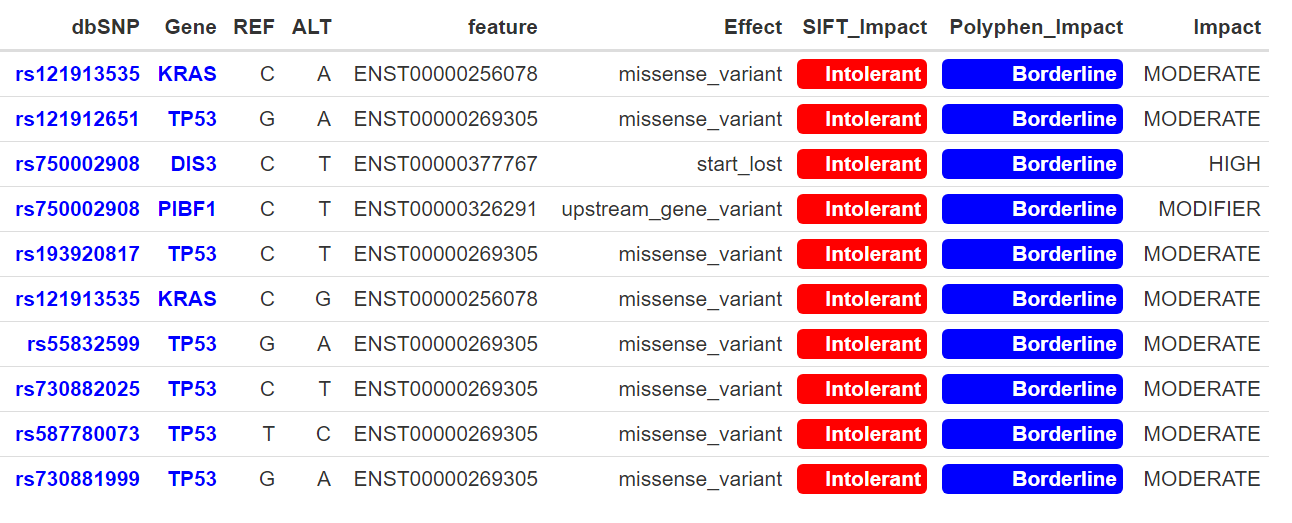 dbSNP Gene REF ALT feature Effect SIFT_Impact Polyphen_Impact Impact
rs121913535 KRAS C A ENST00000256078 missense_variant Intolerant Borderline MODERATE
rs121912651 TP53 G A ENST00000269305 missense_variant Intolerant Borderline MODERATE
rs750002908 DIS3 C T ENST00000377767 start_lost Intolerant Borderline HIGH
rs750002908 PIBF1 C T ENST00000326291 upstream_gene_variant Intolerant Borderline MODIFIER
rs193920817 TP53 C T ENST00000269305 missense_variant Intolerant Borderline MODERATE
rs121913535 KRAS C G ENST00000256078 missense_variant Intolerant Borderline MODERATE
rs55832599 TP53 G A ENST00000269305 missense_variant Intolerant Borderline MODERATE
rs730882025 TP53 C T ENST00000269305 missense_variant Intolerant Borderline MODERATE
rs587780073 TP53 T C ENST00000269305 missense_variant Intolerant Borderline MODERATE
rs730881999 TP53 G A ENST00000269305 missense_variant Intolerant Borderline MODERATE